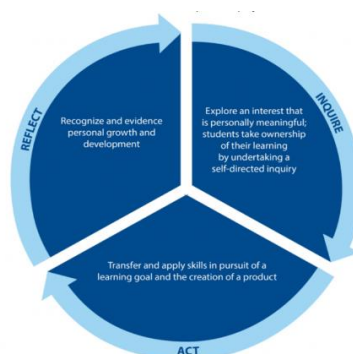 REFLECT
Recognize and evidence
personal growth and
development
INQUIRE
Explore an interest that
is personally meaningful;
students take ownership
of their learning
by undertaking a
self-directed inquiry
Transfer and apply skills in pursuit of a
learning goal and the creation of a product
ACT